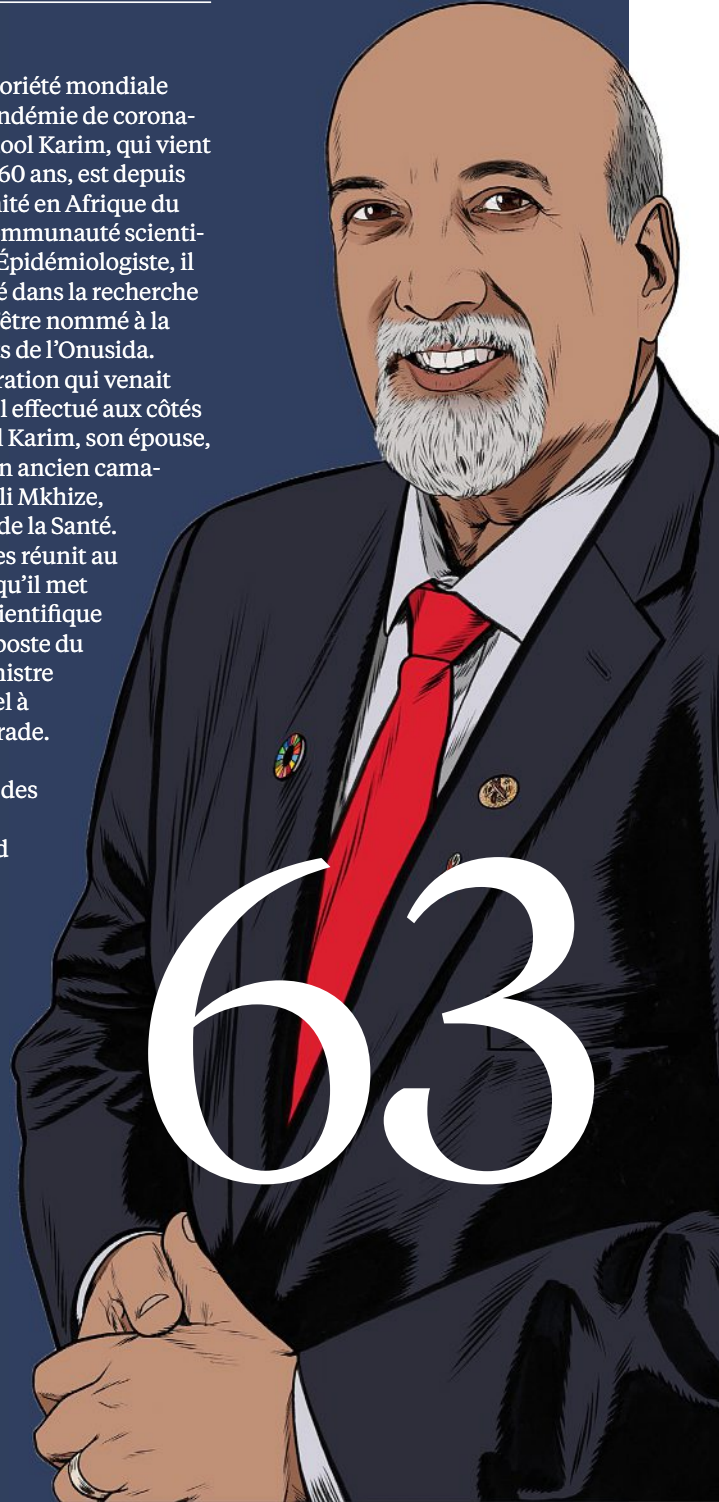 oriété mondiale
ndémie de corona-
ool Karim, qui vient
60 ans, est depuis
ité en Afrique du
mmunauté scienti-
Épidémiologiste, il
é dans la recherche
être nommé à la
s de l’Onusida.
ration qui venait
l effectué aux côtés
l Karim, son épouse,
n ancien cama-
li Mkhize,
de la Santé.
es réunit au
qu’il met
ientifique
poste du
nistre
el à
rade.
des
d
63